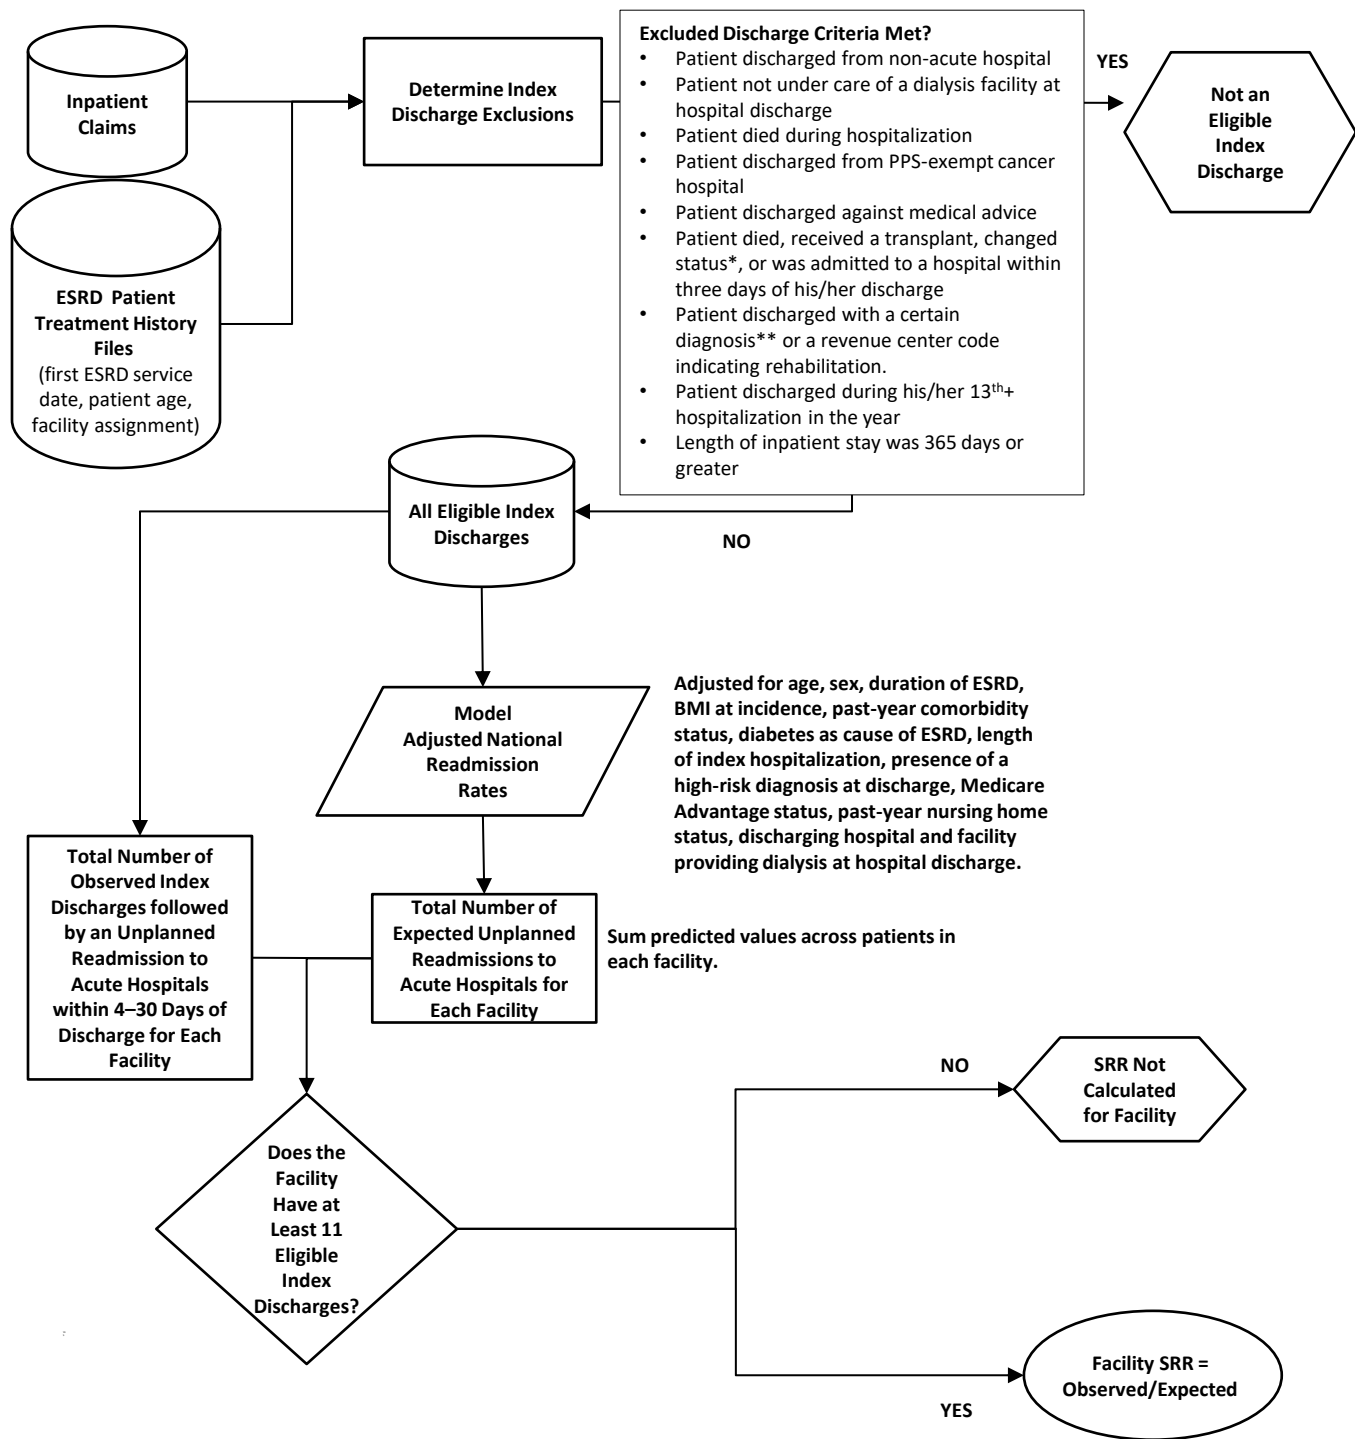 Inpatient
Claims
ESRD  Patient
Treatment History
Files
(first ESRD service
date, patient age,
facility assignment)
Determine Index
Discharge Exclusions
Excluded Discharge Criteria Met?
• Patient discharged from non-acute hospital
• Patient not under care of a dialysis facility at
hospital discharge
• Patient died during hospitalization
• Patient discharged from PPS-exempt cancer
hospital
• Patient discharged against medical advice
• Patient died, received a transplant, changed
status*, or was admitted to a hospital within
three days of his/her discharge
• Patient discharged with a certain
diagnosis** or a revenue center code
indicating rehabilitation.
• Patient discharged during his/her 13th+
hospitalization in the year
• Length of inpatient stay was 365 days or
greater
YES
Not an
Eligible
Index
Discharge
NO
All Eligible Index
Discharges
Model
Adjusted National
Readmission
Rates
Adjusted for age, sex, duration of ESRD,
BMI at incidence, past-year comorbidity
status, diabetes as cause of ESRD, length
of index hospitalization, presence of a
high-risk diagnosis at discharge, Medicare
Advantage status, past-year nursing home
status, discharging hospital and facility
providing dialysis at hospital discharge.
Total Number of
Observed Index
Discharges followed
by an Unplanned
Readmission to
Acute Hospitals
within 4–30 Days of
Discharge for Each
Facility
Total Number of
Expected Unplanned
Readmissions to
Acute Hospitals for
Each Facility
Sum predicted values across patients in
each facility.
Does the
Facility
Have at
Least 11
Eligible
Index
Discharges?
NO
SRR Not
Calculated
for Facility
YES
Facility SRR =
Observed/Expected